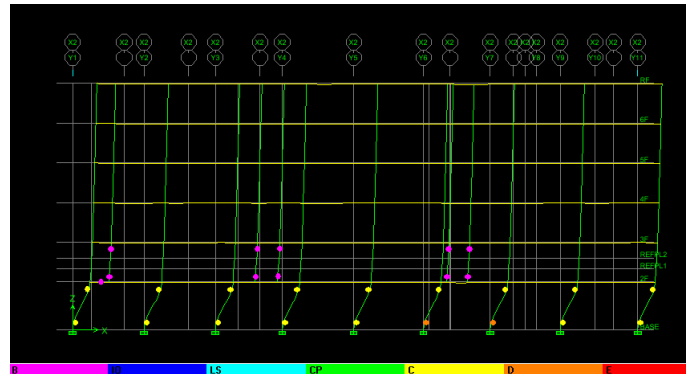 X2 X2 X2 X2 X2 X2 X2 X2 X2 X2 X2 X2 X2 X2 X2 X2 X2 X2
Y1 Y2 Y3 Y4 Y5 Y6 Y7 Y8 Y9 Y10 Y11
RF
6F
5F
4F
3F
REFPL2
REFPL1
2F
Z
X
BASE
B IO LS CP C D E